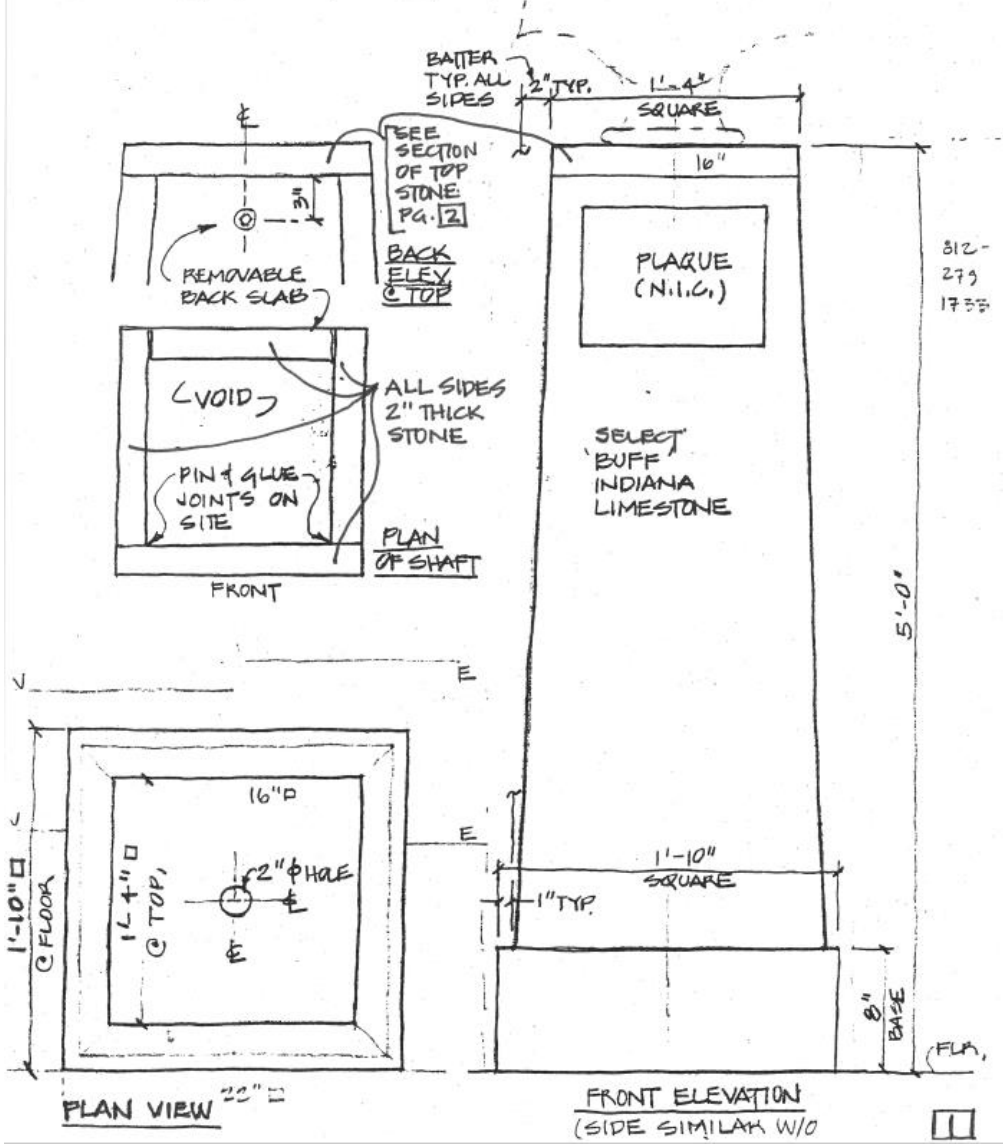 BATTER
TYP. ALL
SIDES
2" TYP.
1'-4"
SQUARE
℄
SEE
SECTION
OF TOP
STONE
PG. 2
16"
3"
BACK
ELEV.
@ TOP
REMOVABLE
BACK SLAB
PLAQUE
(N.I.C.)
812-
279
1733
VOID
ALL SIDES
2" THICK
STONE
SELECT
BUFF
INDIANA
LIMESTONE
PIN & GLUE
JOINTS ON
SITE
PLAN
OF SHAFT
FRONT
5'-0"
E
16"□
E
2" ϕ HOLE
℄
℄
1'-4" □
@ TOP,
1'-10" □
@ FLOOR
1'-10"
SQUARE
1" TYP.
8"
BASE
FLR.
PLAN VIEW
22" □
FRONT ELEVATION
(SIDE SIMILAR W/O
1